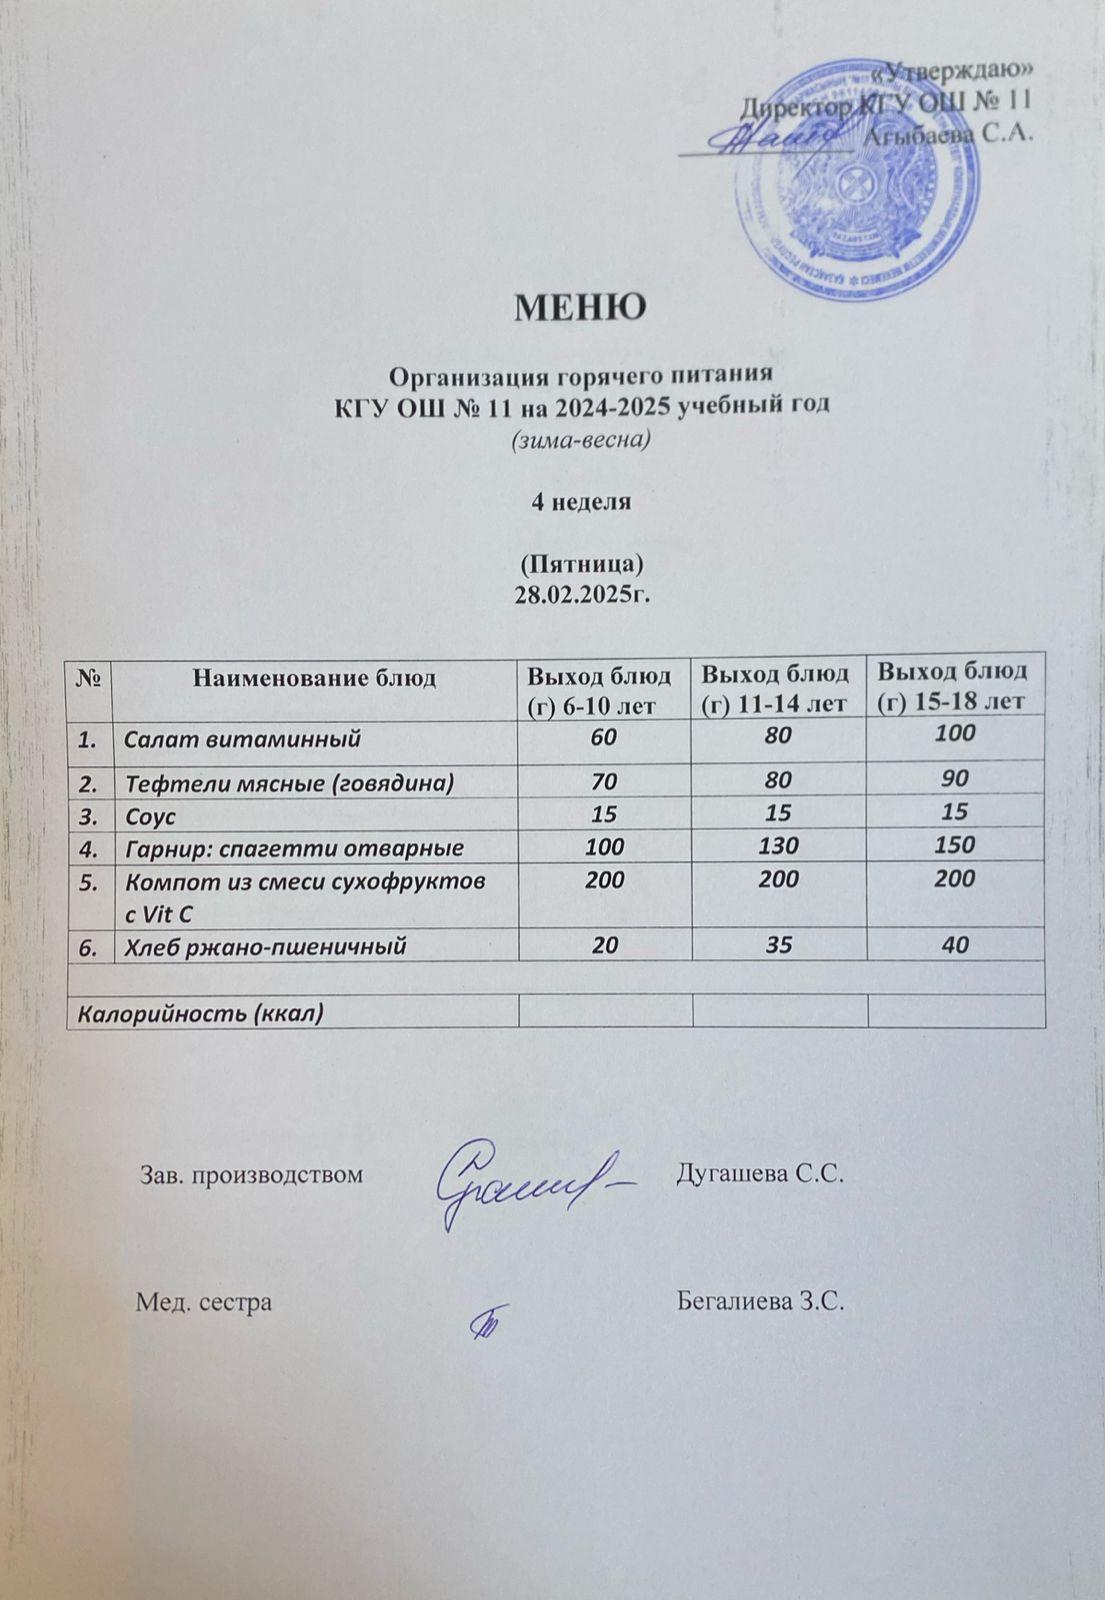 «Утверждаю»
Директор КГУ ОШ № 11
Агыбаева С.А.
МЕНЮ
Организация горячего питания
КГУ ОШ № 11 на 2024-2025 учебный год
(зима-весна)
4 неделя
(Пятница)
28.02.2025г.
№ Наименование блюд Выход блюд (г) 6-10 лет Выход блюд (г) 11-14 лет Выход блюд (г) 15-18 лет
1. Салат витаминный 60 80 100
2. Тефтели мясные (говядина) 70 80 90
3. Соус 15 15 15
4. Гарнир: спагетти отварные 100 130 150
5. Компот из смеси сухофруктов 200 200 200
с Vit C
6. Хлеб ржано-пшеничный 20 35 40
Калорийность (ккал)
Зав. производством Дугашева С.С.
Мед. сестра Бегалиева З.С.